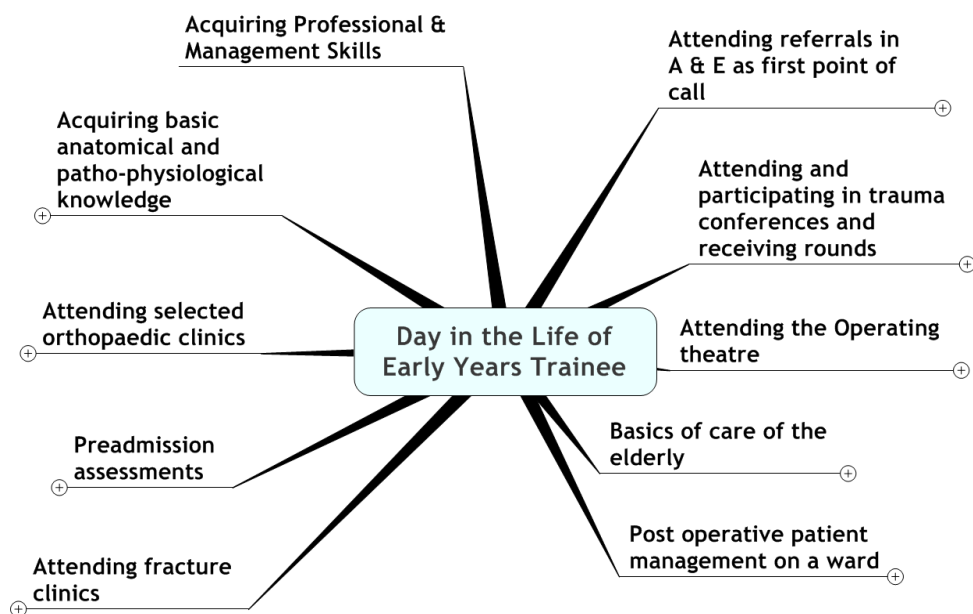 Acquiring Professional &
Management Skills
Attending referrals in
A & E as first point of
call
Acquiring basic
anatomical and
patho-physiological
knowledge
Attending and
participating in trauma
conferences and
receiving rounds
Attending selected
orthopaedic clinics
Day in the Life of
Early Years Trainee
Attending the Operating
theatre
Preadmission
assessments
Basics of care of the
elderly
Attending fracture
clinics
Post operative patient
management on a ward